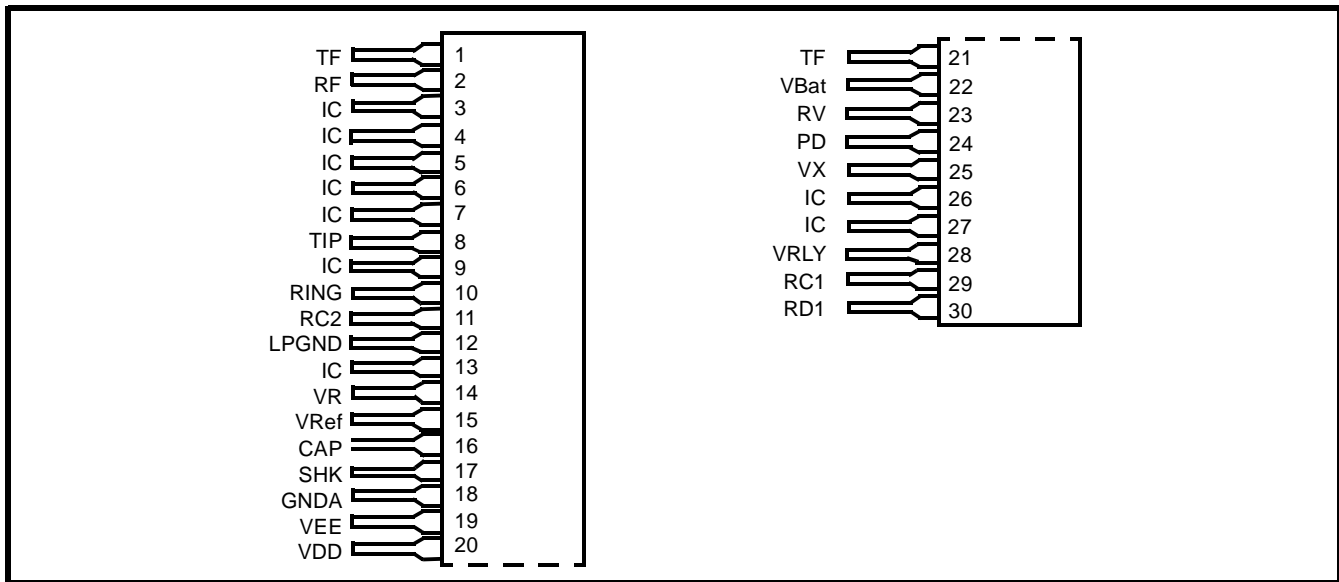 TF 1
RF 2
IC 3
IC 4
IC 5
IC 6
IC 7
TIP 8
IC 9
RING 10
RC2 11
LPGND 12
IC 13
VR 14
VRef 15
CAP 16
SHK 17
GNDA 18
VEE 19
VDD 20
TF 21
VBat 22
RV 23
PD 24
VX 25
IC 26
IC 27
VRLY 28
RC1 29
RD1 30